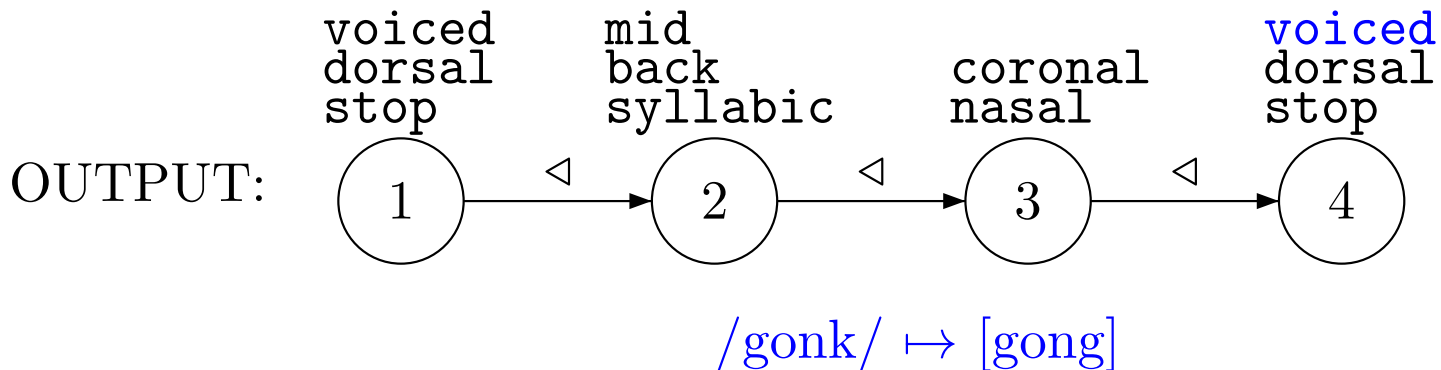 voiced mid voiced
dorsal back coronal dorsal
stop syllabic nasal stop
OUTPUT: 1 ◁ 2 ◁ 3 ◁ 4
/gonk/ ↦ [gong]